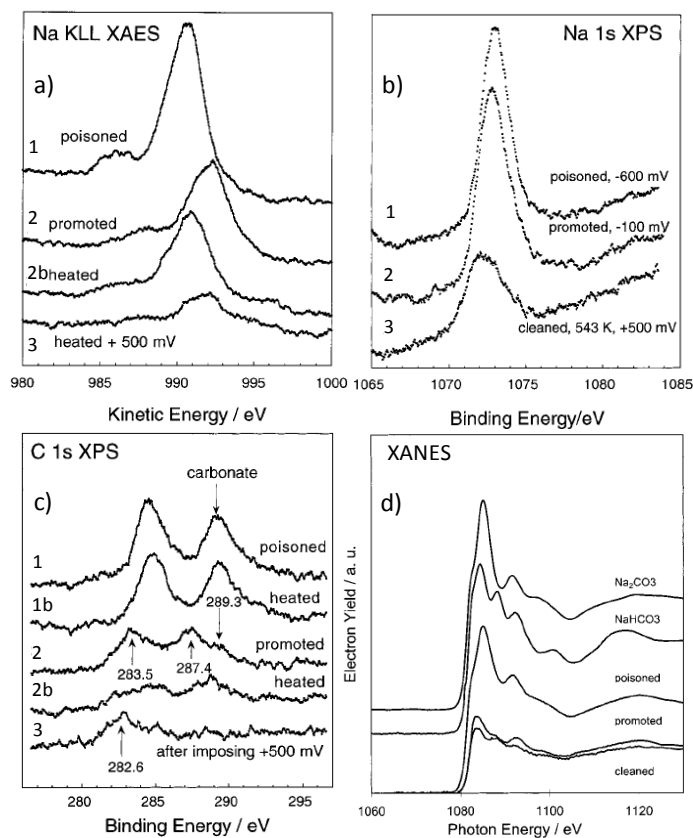 Na KLL XAES
a)
1
poisoned
2
promoted
2b
heated
3
heated + 500 mV
980
985
990
995
1000
Kinetic Energy / eV
Na 1s XPS
b)
poisoned, -600 mV
1
promoted, -100 mV
2
3
cleaned, 543 K, +500 mV
1065
1070
1075
1080
1085
Binding Energy/eV
C 1s XPS
carbonate
c)
1
poisoned
1b
heated
289.3
2
promoted
283.5
287.4
2b
heated
3
after imposing +500 mV
282.6
280
285
290
295
Binding Energy / eV
XANES
d)
Electron Yield / a. u.
Na2CO3
NaHCO3
poisoned
promoted
cleaned
1060
1080
1100
1120
Photon Energy / eV